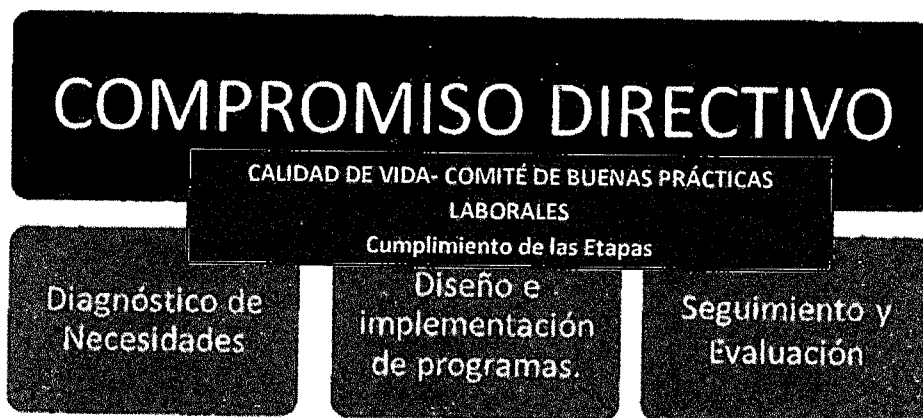 COMPROMISO DIRECTIVO
CALIDAD DE VIDA- COMITÉ DE BUENAS PRÁCTICAS
LABORALES
Cumplimiento de las Etapas
Diagnóstico de
Necesidades
Diseño e
implementación
de programas.
Seguimiento y
Evaluación